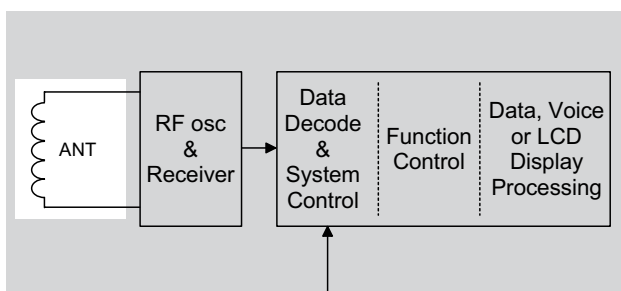 ANT
RF osc
&
Receiver
Data
Decode
&
System
Control
Function
Control
Data, Voice
or LCD
Display
Processing